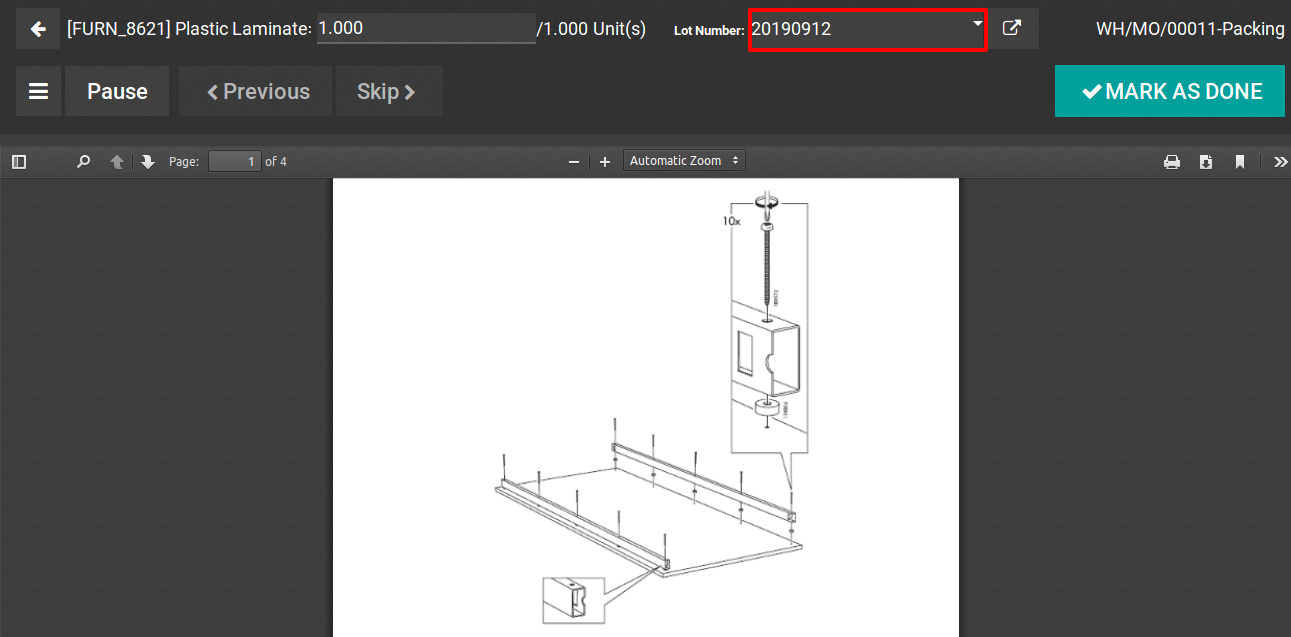 [FURN_8621] Plastic Laminate: 1.000 /1.000 Unit(s) Lot Number: 20190912 WH/MO/00011-Packing
Pause Previous Skip MARK AS DONE
Page: 1 of 4 Automatic Zoom
10x